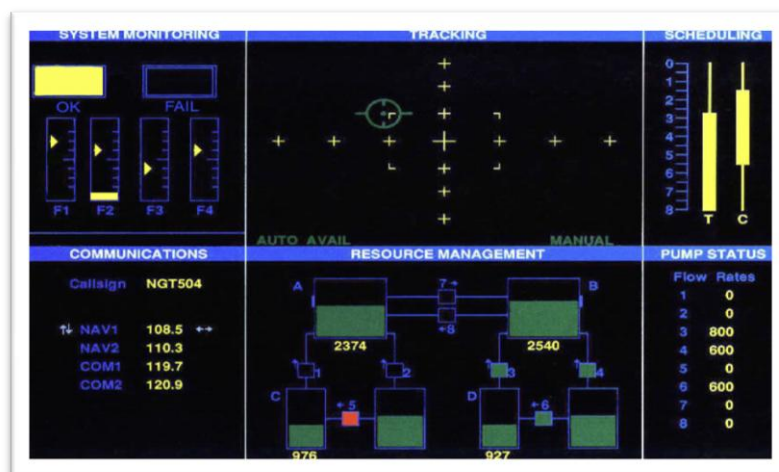 SYSTEM MONITORING
OK
FAIL
F1 F2 F3 F4
TRACKING
AUTO AVAIL
MANUAL
SCHEDULING
0
1
2
3
4
5
6
7
8
T C
COMMUNICATIONS
Callsign NGT504
NAV1 108.5
NAV2 110.3
COM1 119.7
COM2 120.9
RESOURCE MANAGEMENT
A 7 B
8
2374 2540
1 2 3 4
C 5 D 6
976 927
PUMP STATUS
Flow Rates
1 0
2 0
3 800
4 600
5 0
6 600
7 0
8 0